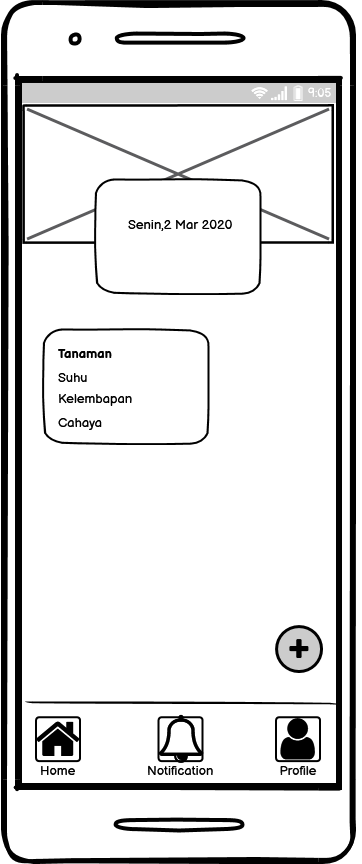 9:05
Senin,2 Mar 2020
Tanaman
Suhu
Kelembapan
Cahaya
Home
Notification
Profile